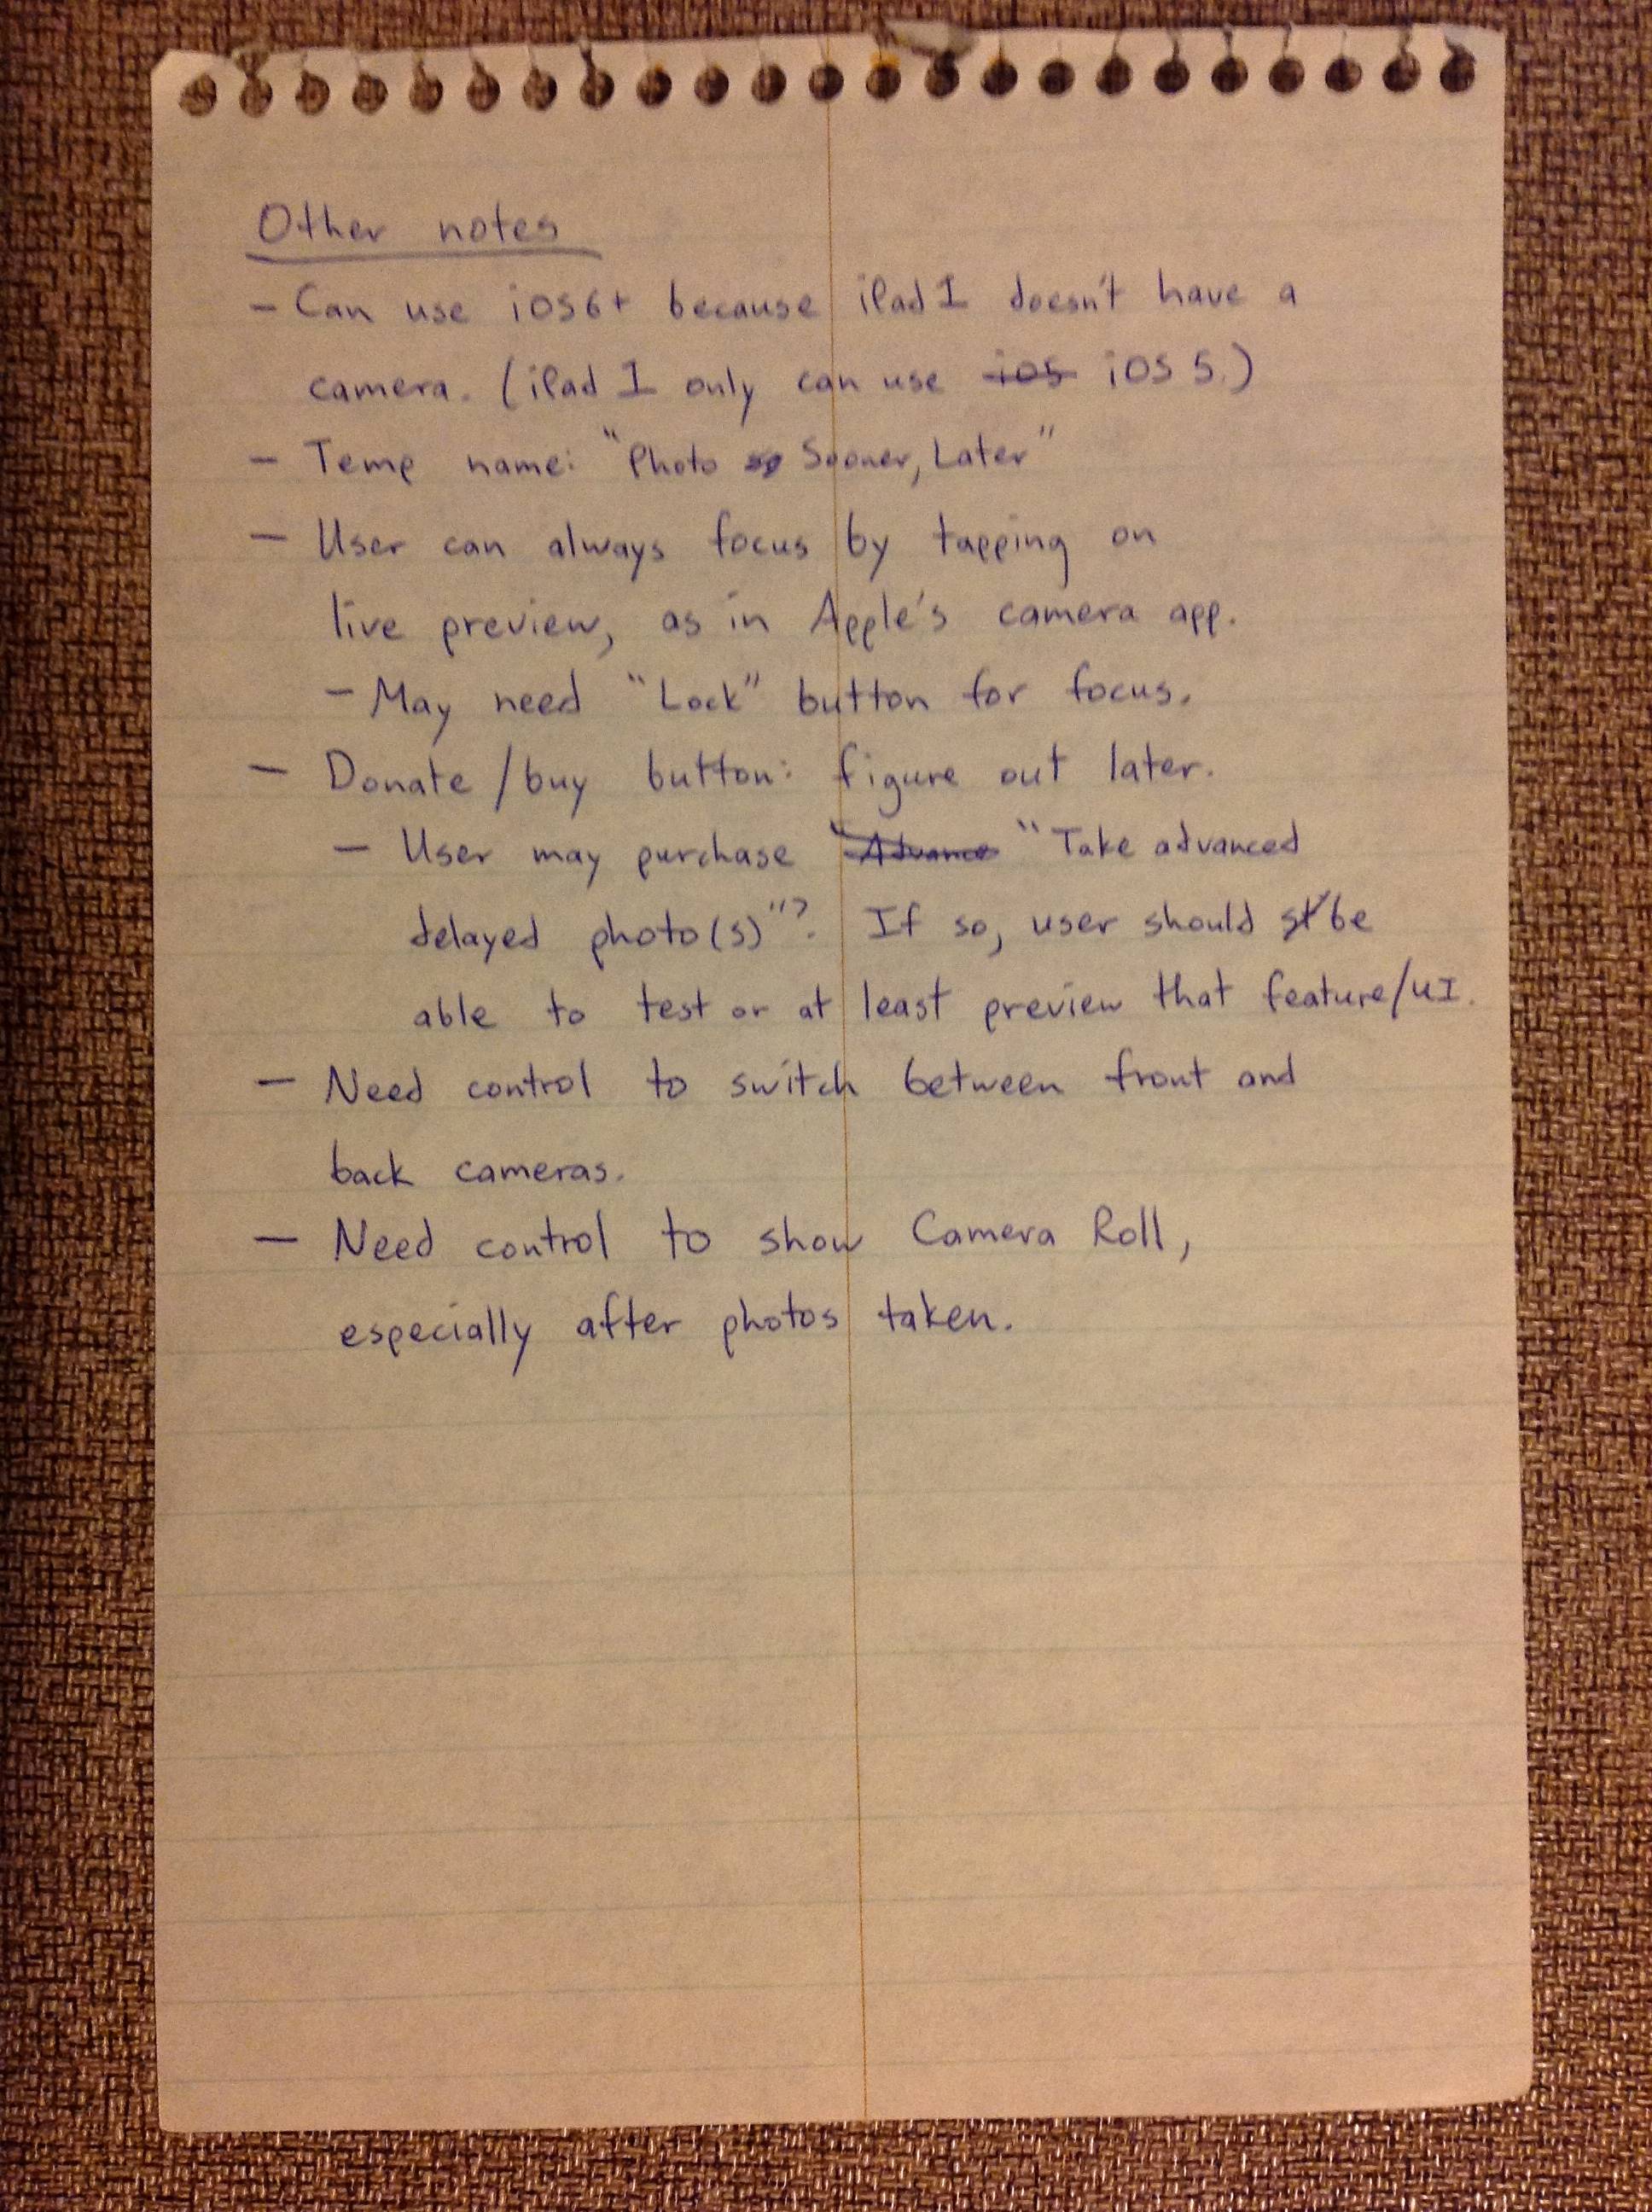 Other notes
- Can use iOS6+ because iPad 1 doesn't have a
camera. (iPad 1 only can use iOS iOS 5.)
- Temp name: "Photo so Sooner, Later"
- User can always focus by tapping on
live preview, as in Apple's camera app.
- May need "Lock" button for focus.
- Donate/buy button: figure out later.
- User may purchase "Advance "Take advanced
delayed photo(s)"? If so, user should st be
able to test or at least preview that feature/UI.
- Need control to switch between front and
back cameras.
- Need control to show Camera Roll,
especially after photos taken.